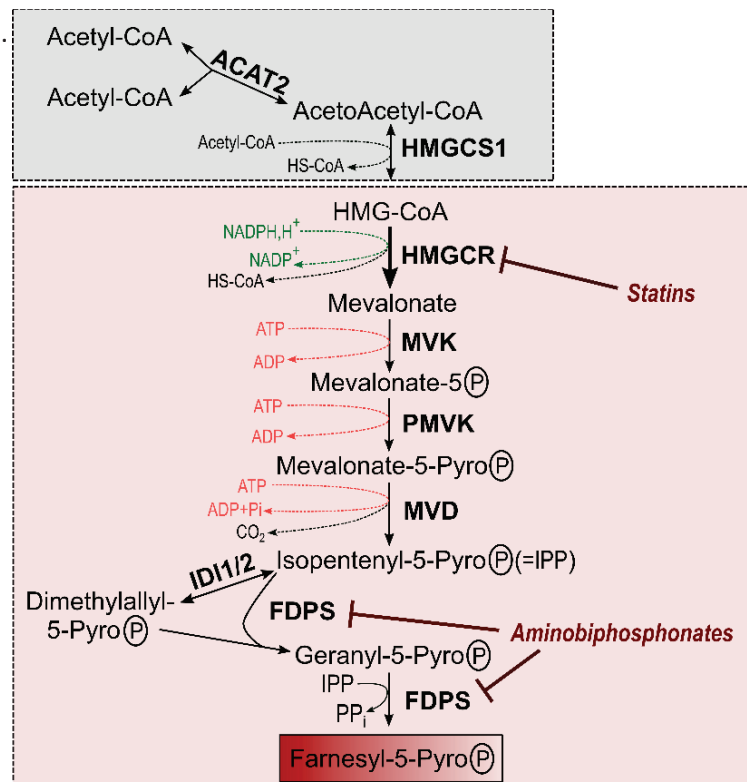 Acetyl-CoA
ACAT2
Acetyl-CoA
AcetoAcetyl-CoA
Acetyl-CoA
HMGCS1
HS-CoA
HMG-CoA
NADPH,H⁺
HMGCR
NADP⁺
HS-CoA
Statins
Mevalonate
ATP
MVK
ADP
Mevalonate-5Ⓟ
ATP
PMVK
ADP
Mevalonate-5-PyroⓅ
ATP
MVD
ADP+Pi
CO₂
Isopentenyl-5-PyroⓅ(=IPP)
IDI1/2
Dimethylallyl-
5-PyroⓅ
FDPS
Aminobiphosphonates
Geranyl-5-PyroⓅ
IPP
FDPS
PPᵢ
Farnesyl-5-PyroⓅ